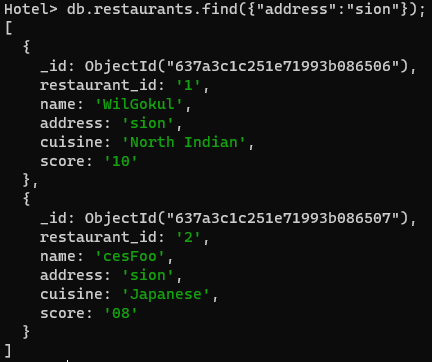 Hotel> db.restaurants.find({"address":"sion"});
[
  {
    _id: ObjectId("637a3c1c251e71993b086506"),
    restaurant_id: '1',
    name: 'WilGokul',
    address: 'sion',
    cuisine: 'North Indian',
    score: '10'
  },
  {
    _id: ObjectId("637a3c1c251e71993b086507"),
    restaurant_id: '2',
    name: 'cesFoo',
    address: 'sion',
    cuisine: 'Japanese',
    score: '08'
  }
]